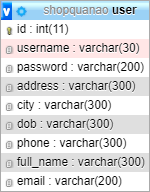 shopquanao user
id : int(11)
username : varchar(30)
password : varchar(200)
address : varchar(300)
city : varchar(300)
dob : varchar(300)
phone : varchar(300)
full_name : varchar(300)
email : varchar(200)